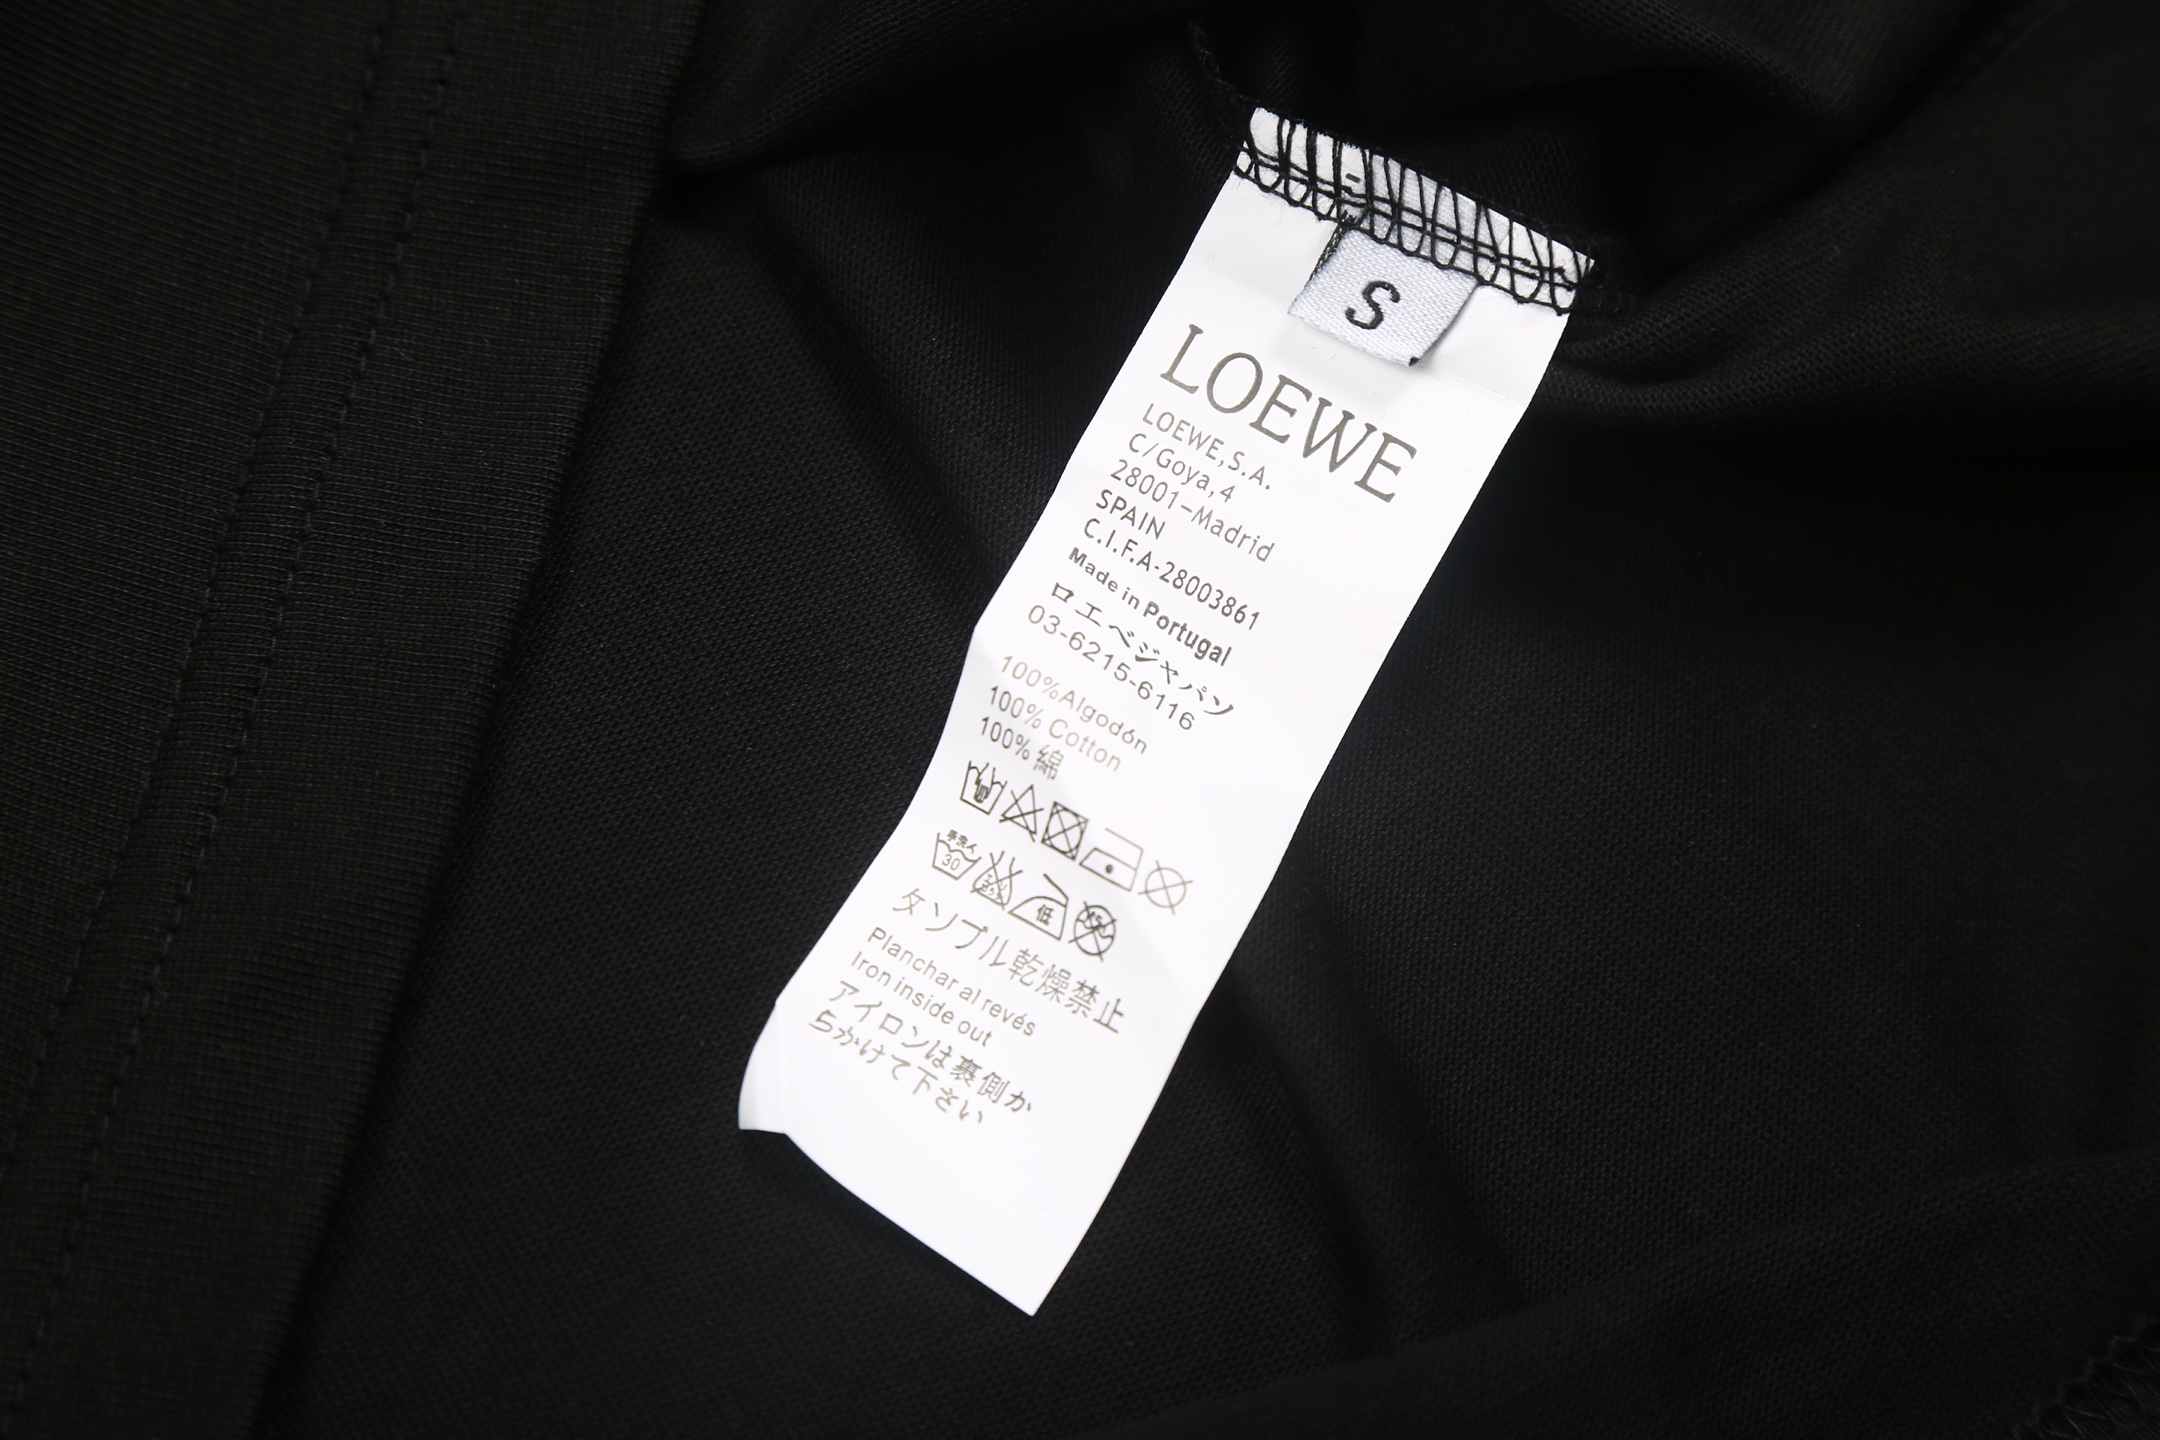 S
LOEWE
LOEWE,S.A.
C/Goya,4
28001-Madrid
SPAIN
C.I.F.A-28003861
Made in Portugal
ロエベジャパン
03-6215-6116
100%Algodón
100% Cotton
100% 綿
30
低
タソブル乾燥禁止
Planchar al revés
Iron inside out
アイロンは裏側か
らかけて下さい